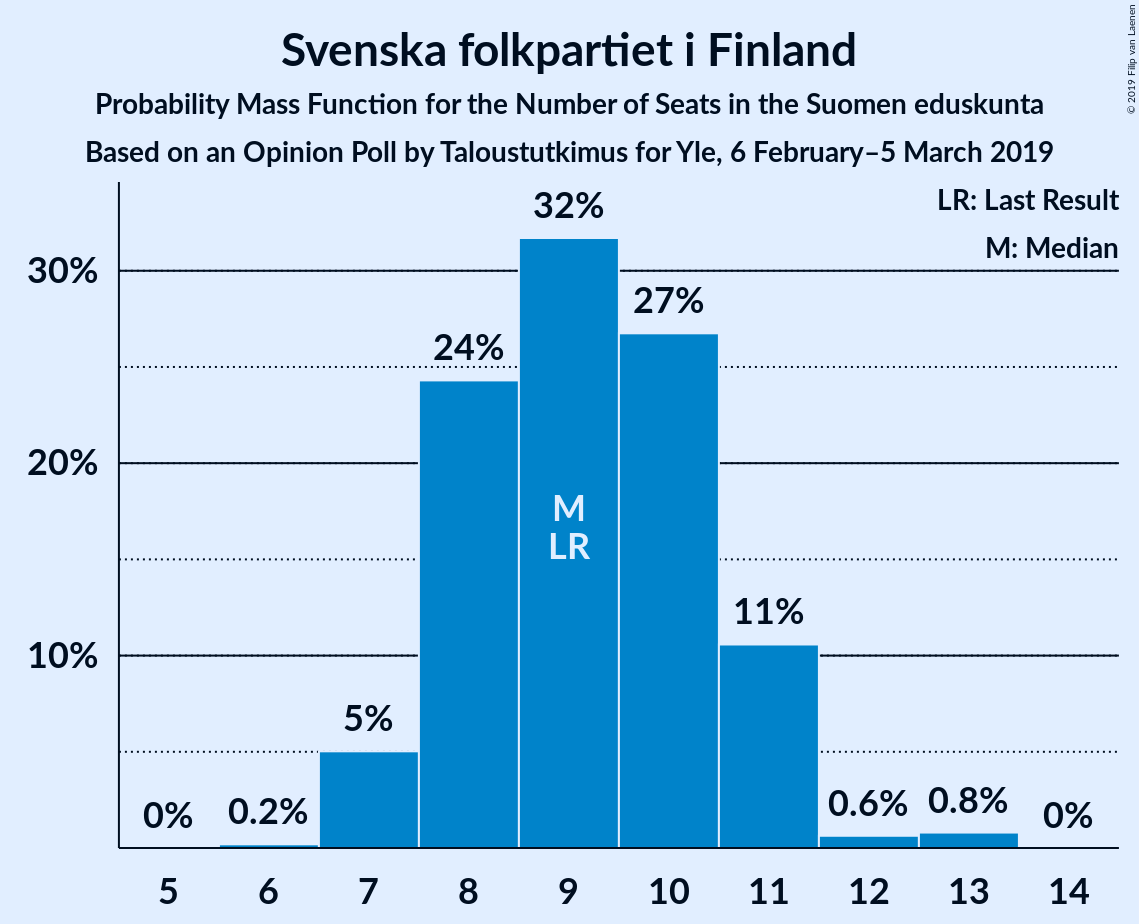 Svenska folkpartiet i Finland
Probability Mass Function for the Number of Seats in the Suomen eduskunta
Based on an Opinion Poll by Taloustutkimus for Yle, 6 February–5 March 2019
© 2019 Filip van Laenen
LR: Last Result
M: Median
30%
20%
10%
0%
0.2%
5%
24%
32%
27%
11%
0.6%
0.8%
0%
M
LR
5
6
7
8
9
10
11
12
13
14